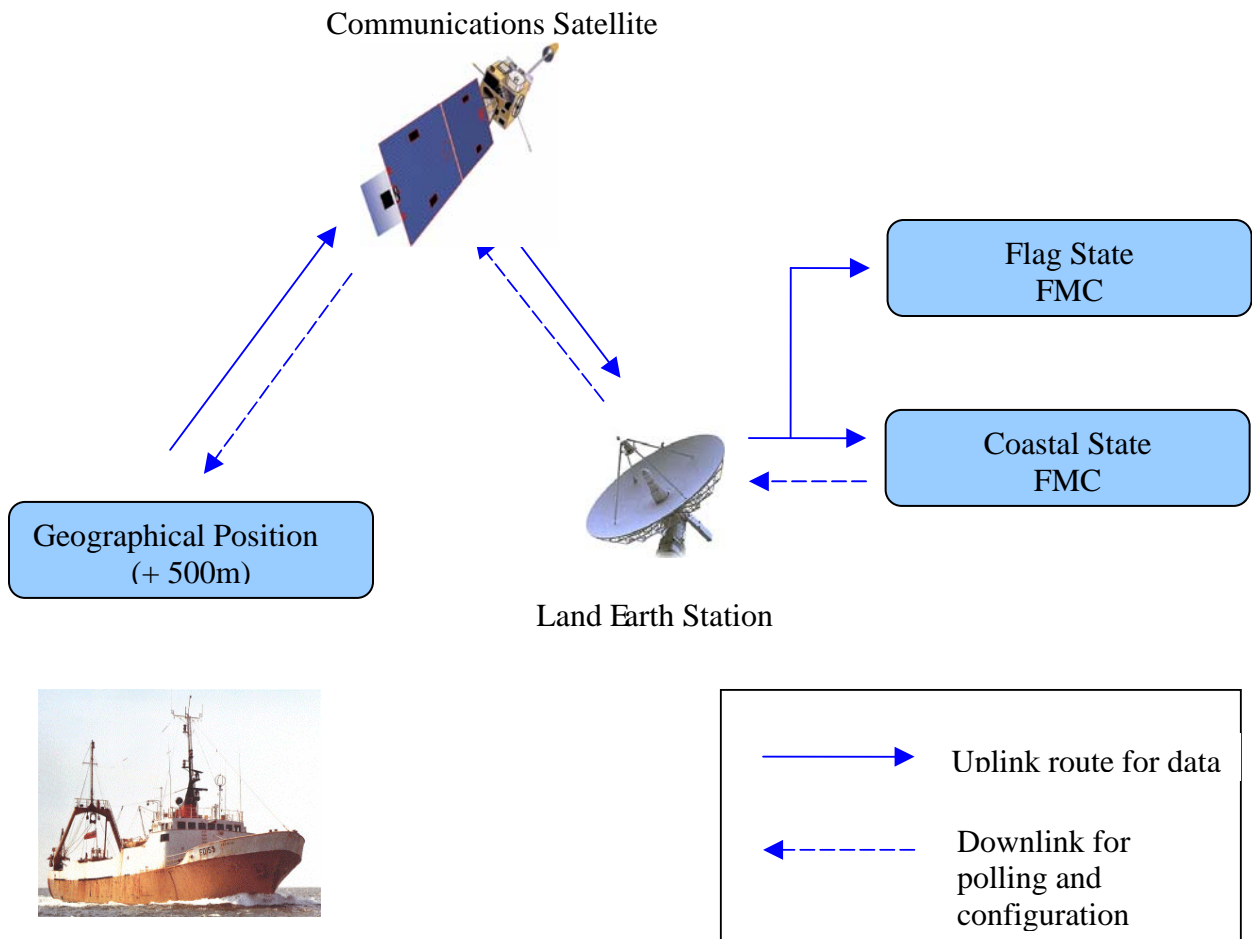 Communications Satellite
Flag State
FMC
Coastal State
FMC
Geographical Position
(+ 500m)
Land Earth Station
Uplink route for data
Downlink for
polling and
configuration